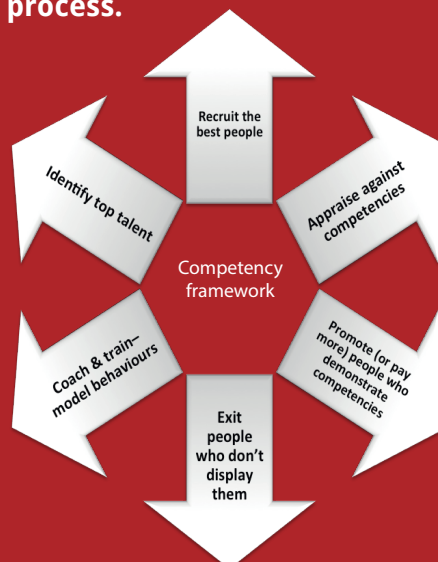 process.
Recruit the
best people
Appraise against
competencies
Promote (or pay
more) people who
demonstrate
competencies
Exit
people
who don't
display
them
Coach & train–
model behaviours
Identify top talent
Competency
framework